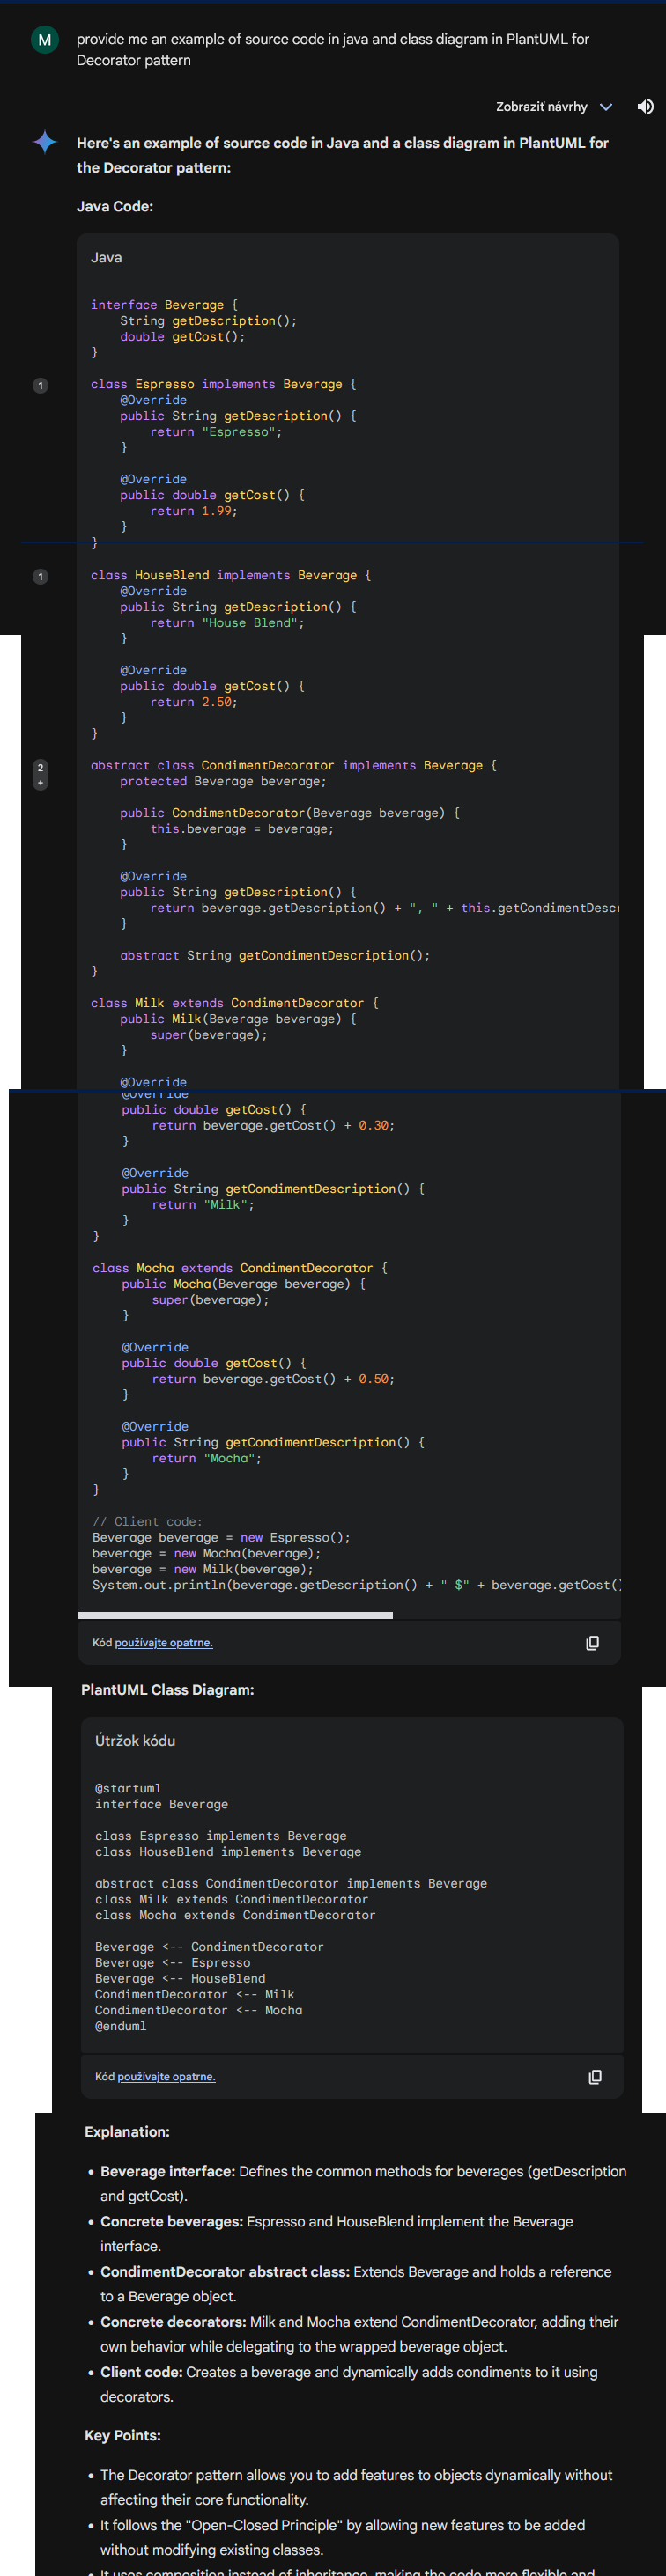 M
provide me an example of source code in java and class diagram in PlantUML for
Decorator pattern
Zobraziť návrhy
Here's an example of source code in Java and a class diagram in PlantUML for
the Decorator pattern:
Java Code:
Java
interface Beverage {
    String getDescription();
    double getCost();
}
1
class Espresso implements Beverage {
    @Override
    public String getDescription() {
        return "Espresso";
    }
    @Override
    public double getCost() {
        return 1.99;
    }
}
1
class HouseBlend implements Beverage {
    @Override
    public String getDescription() {
        return "House Blend";
    }
    @Override
    public double getCost() {
        return 2.50;
    }
}
2
+
abstract class CondimentDecorator implements Beverage {
    protected Beverage beverage;
    public CondimentDecorator(Beverage beverage) {
        this.beverage = beverage;
    }
    @Override
    public String getDescription() {
        return beverage.getDescription() + ", " + this.getCondimentDescr
    }
    abstract String getCondimentDescription();
}
class Milk extends CondimentDecorator {
    public Milk(Beverage beverage) {
        super(beverage);
    }
    @Override
    @Override
    public double getCost() {
        return beverage.getCost() + 0.30;
    }
    @Override
    public String getCondimentDescription() {
        return "Milk";
    }
}
class Mocha extends CondimentDecorator {
    public Mocha(Beverage beverage) {
        super(beverage);
    }
    @Override
    public double getCost() {
        return beverage.getCost() + 0.50;
    }
    @Override
    public String getCondimentDescription() {
        return "Mocha";
    }
}
// Client code:
Beverage beverage = new Espresso();
beverage = new Mocha(beverage);
beverage = new Milk(beverage);
System.out.println(beverage.getDescription() + " $" + beverage.getCost()
Kód používajte opatrne.
PlantUML Class Diagram:
Útržok kódu
@startuml
interface Beverage
class Espresso implements Beverage
class HouseBlend implements Beverage
abstract class CondimentDecorator implements Beverage
class Milk extends CondimentDecorator
class Mocha extends CondimentDecorator
Beverage <-- CondimentDecorator
Beverage <-- Espresso
Beverage <-- HouseBlend
CondimentDecorator <-- Milk
CondimentDecorator <-- Mocha
@enduml
Kód používajte opatrne.
Explanation:
• Beverage interface: Defines the common methods for beverages (getDescription
and getCost).
• Concrete beverages: Espresso and HouseBlend implement the Beverage
interface.
• CondimentDecorator abstract class: Extends Beverage and holds a reference
to a Beverage object.
• Concrete decorators: Milk and Mocha extend CondimentDecorator, adding their
own behavior while delegating to the wrapped beverage object.
• Client code: Creates a beverage and dynamically adds condiments to it using
decorators.
Key Points:
• The Decorator pattern allows you to add features to objects dynamically without
affecting their core functionality.
• It follows the "Open-Closed Principle" by allowing new features to be added
without modifying existing classes.
• It uses composition instead of inheritance, making the code more flexible and